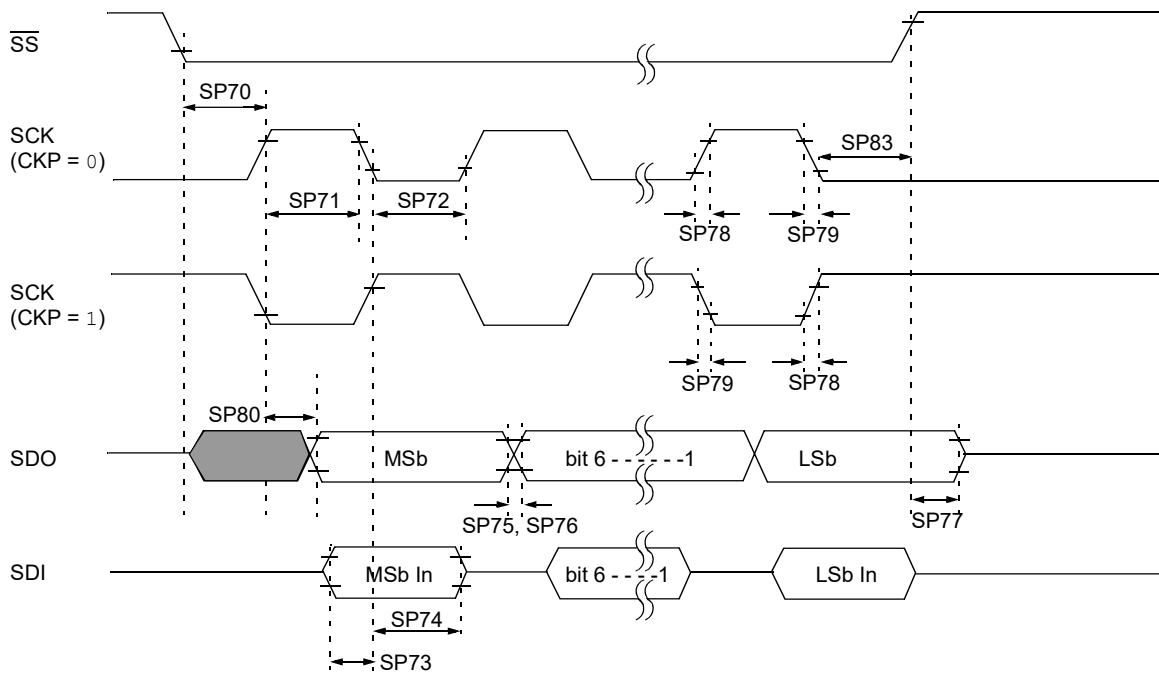 SS
SP70
SCK
(CKP = 0)
SP83
SP71
SP72
SP78
SP79
SCK
(CKP = 1)
SP79
SP78
SP80
SDO
MSb
bit 6 - - - - - -1
LSb
SP75, SP76
SP77
SDI
MSb In
bit 6 - - - - -1
LSb In
SP74
SP73